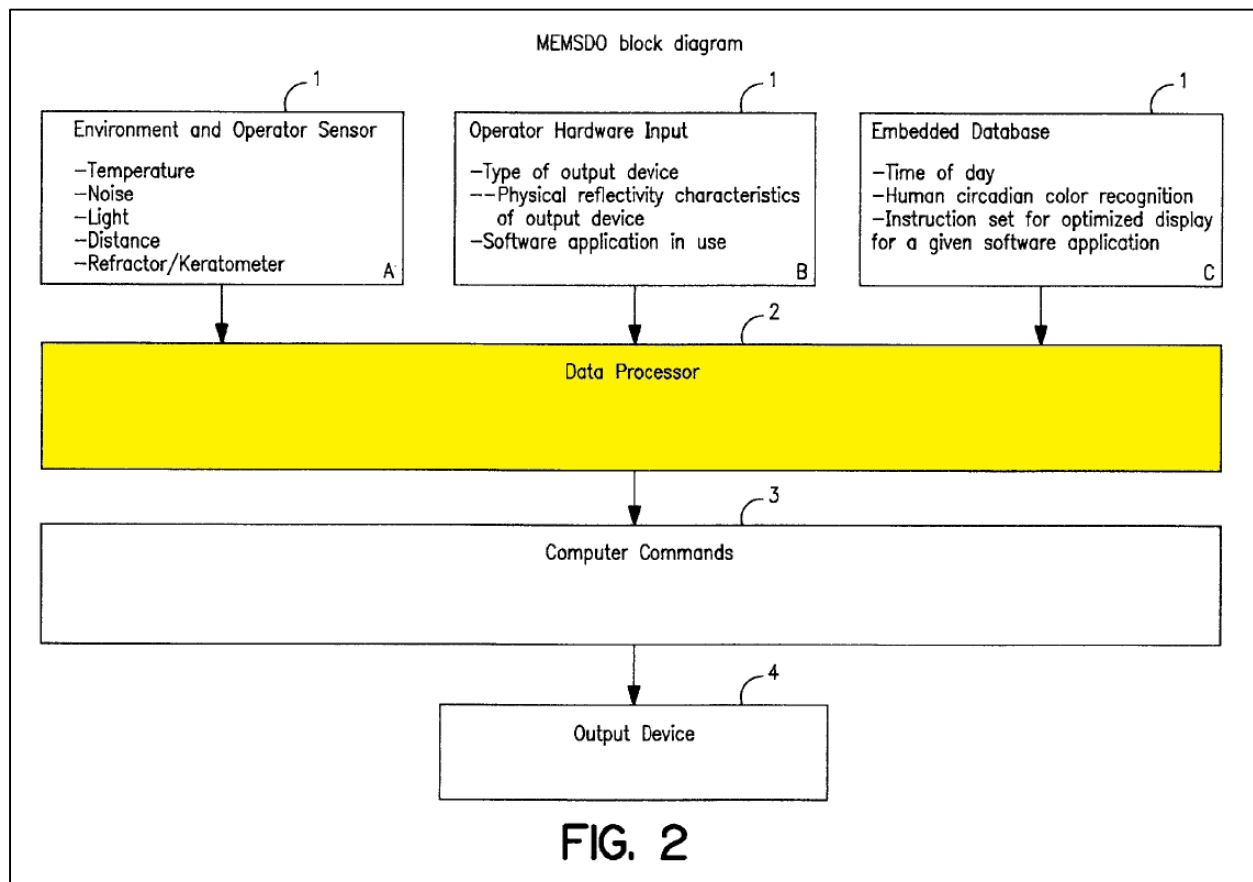 MEMSDO block diagram
1
Environment and Operator Sensor
-Temperature
-Noise
-Light
-Distance
-Refractor/Keratometer
A
1
Operator Hardware Input
-Type of output device
--Physical reflectivity characteristics
of output device
-Software application in use
B
1
Embedded Database
-Time of day
-Human circadian color recognition
-Instruction set for optimized display
for a given software application
C
2
Data Processor
3
Computer Commands
4
Output Device
FIG. 2